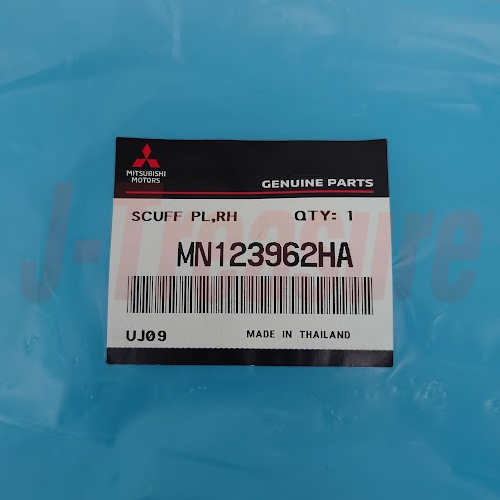 MITSUBISHI
MOTORS
GENUINE PARTS
SCUFF PL,RH QTY: 1
MN123962HA
UJ09 MADE IN THAILAND
J-Treasure